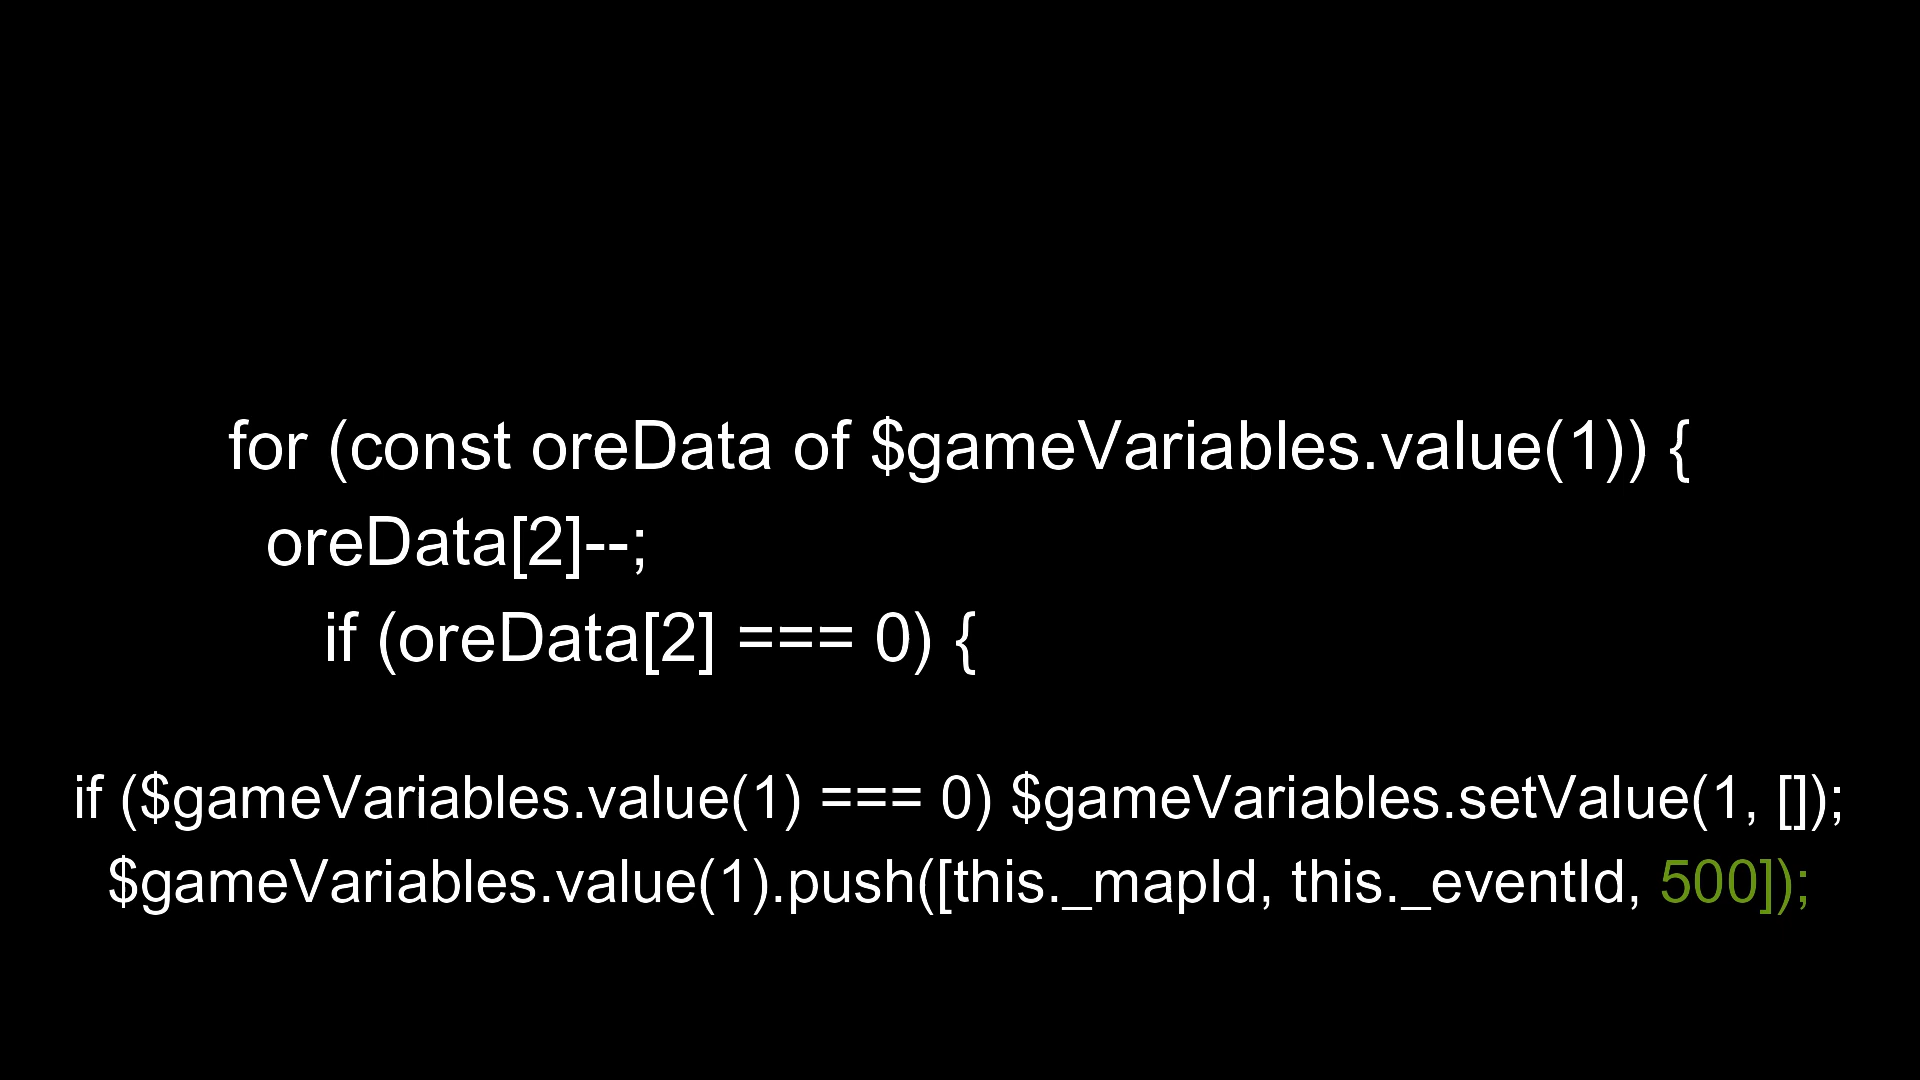 for (const oreData of $gameVariables.value(1)) {
oreData[2]--;
if (oreData[2] === 0) {
if ($gameVariables.value(1) === 0) $gameVariables.setValue(1, []);
$gameVariables.value(1).push([this._mapId, this._eventId, 500]);